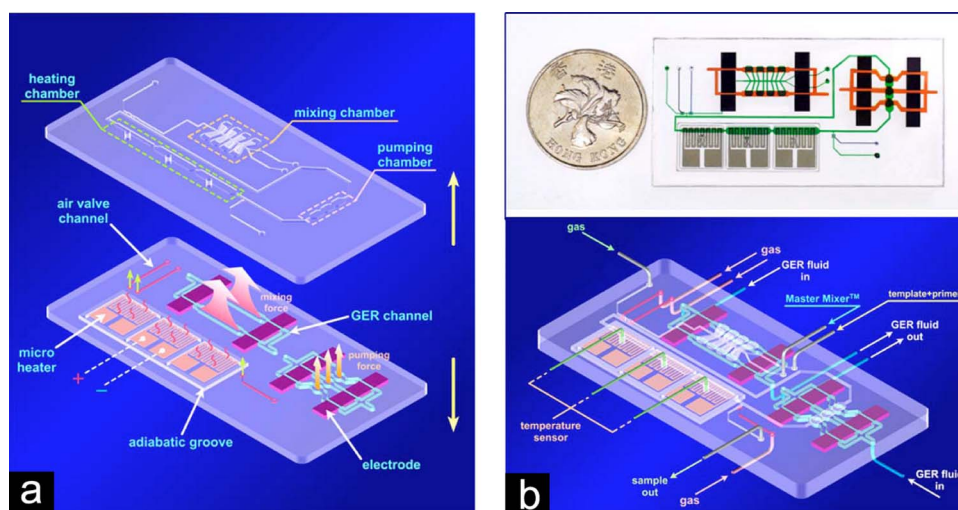 heating
chamber
mixing chamber
pumping
chamber
air valve
channel
mixing
force
GER channel
micro
heater
pumping
force
+
−
adiabatic groove
electrode
a
香 港
HONG KONG
gas
gas
GER fluid
in
template+prime
Master Mixer™
GER fluid
out
temperature
sensor
sample
out
gas
GER fluid
in
b